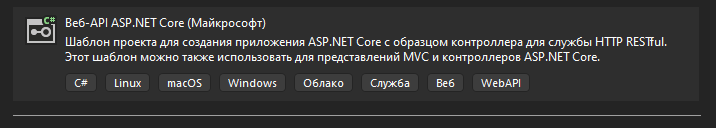 C#
Веб-API ASP.NET Core (Майкрософт)
Шаблон проекта для создания приложения ASP.NET Core с образцом контроллера для службы HTTP RESTful.
Этот шаблон можно также использовать для представлений MVC и контроллеров ASP.NET Core.
C# Linux macOS Windows Облако Служба Веб WebAPI